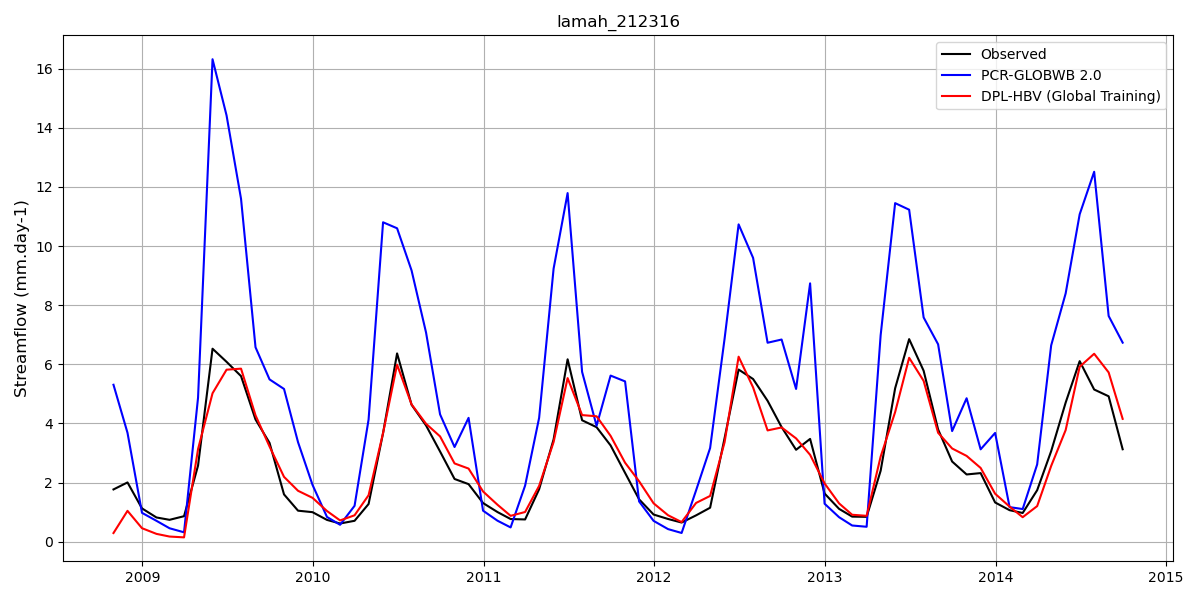 lamah_212316
Observed
PCR-GLOBWB 2.0
DPL-HBV (Global Training)
Streamflow (mm.day-1)
16
14
12
10
8
6
4
2
0
2009 2010 2011 2012 2013 2014 2015